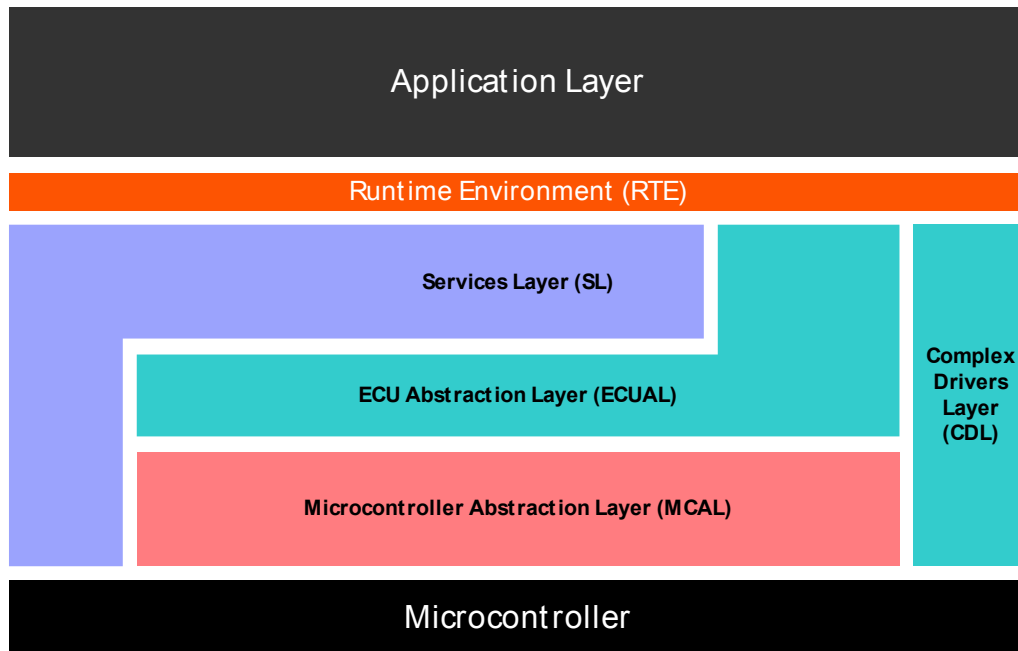 Application Layer
Runtime Environment (RTE)
Services Layer (SL)
Complex
Drivers
Layer
(CDL)
ECU Abstraction Layer (ECUAL)
Microcontroller Abstraction Layer (MCAL)
Microcontroller